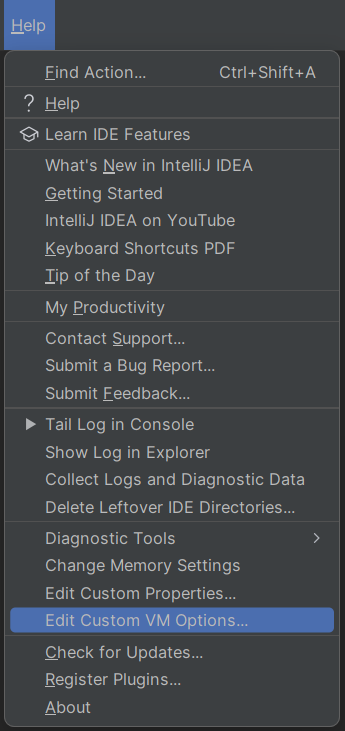 Help
Find Action... Ctrl+Shift+A
? Help
Learn IDE Features
What's New in IntelliJ IDEA
Getting Started
IntelliJ IDEA on YouTube
Keyboard Shortcuts PDF
Tip of the Day
My Productivity
Contact Support...
Submit a Bug Report...
Submit Feedback...
Tail Log in Console
Show Log in Explorer
Collect Logs and Diagnostic Data
Delete Leftover IDE Directories...
Diagnostic Tools
Change Memory Settings
Edit Custom Properties...
Edit Custom VM Options...
Check for Updates...
Register Plugins...
About